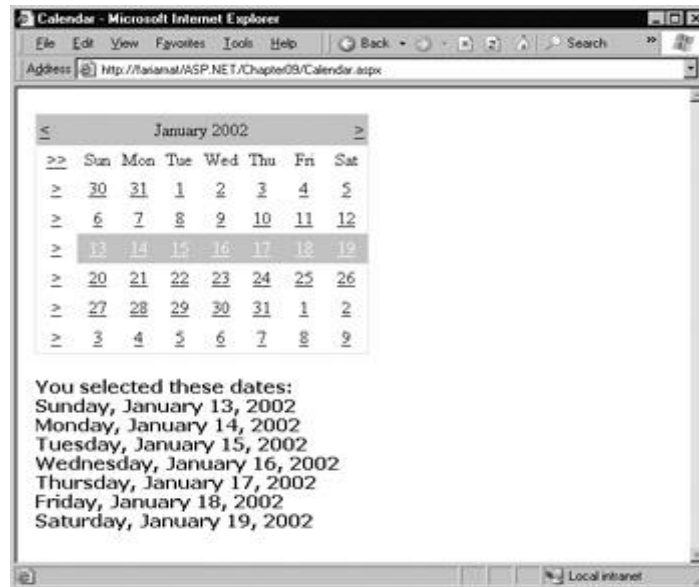 Calendar - Microsoft Internet Explorer
File Edit View Favorites Tools Help Back Search »
Address http://fariamat/ASP.NET/Chapter09/Calendar.aspx
< January 2002 >
>> Sun Mon Tue Wed Thu Fri Sat
> 30 31 1 2 3 4 5
> 6 7 8 9 10 11 12
> 13 14 15 16 17 18 19
> 20 21 22 23 24 25 26
> 27 28 29 30 31 1 2
> 3 4 5 6 7 8 9
You selected these dates:
Sunday, January 13, 2002
Monday, January 14, 2002
Tuesday, January 15, 2002
Wednesday, January 16, 2002
Thursday, January 17, 2002
Friday, January 18, 2002
Saturday, January 19, 2002
Local intranet